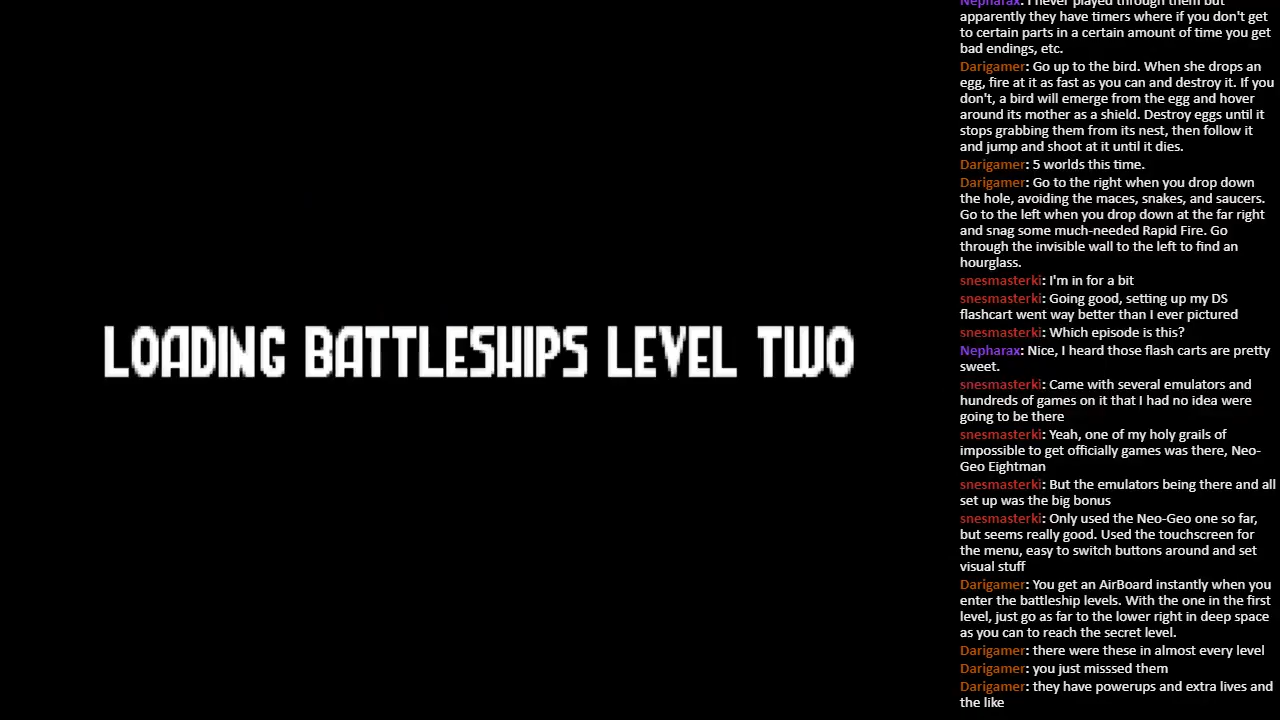 LOADING BATTLESHIPS LEVEL TWO
Nepharax: I never played through them but
apparently they have timers where if you don't get
to certain parts in a certain amount of time you get
bad endings, etc.
Darigamer: Go up to the bird. When she drops an
egg, fire at it as fast as you can and destroy it. If you
don't, a bird will emerge from the egg and hover
around its mother as a shield. Destroy eggs until it
stops grabbing them from its nest, then follow it
and jump and shoot at it until it dies.
Darigamer: 5 worlds this time.
Darigamer: Go to the right when you drop down
the hole, avoiding the maces, snakes, and saucers.
Go to the left when you drop down at the far right
and snag some much-needed Rapid Fire. Go
through the invisible wall to the left to find an
hourglass.
snesmasterki: I'm in for a bit
snesmasterki: Going good, setting up my DS
flashcart went way better than I ever pictured
snesmasterki: Which episode is this?
Nepharax: Nice, I heard those flash carts are pretty
sweet.
snesmasterki: Came with several emulators and
hundreds of games on it that I had no idea were
going to be there
snesmasterki: Yeah, one of my holy grails of
impossible to get officially games was there, Neo-
Geo Eightman
snesmasterki: But the emulators being there and all
set up was the big bonus
snesmasterki: Only used the Neo-Geo one so far,
but seems really good. Used the touchscreen for
the menu, easy to switch buttons around and set
visual stuff
Darigamer: You get an AirBoard instantly when you
enter the battleship levels. With the one in the first
level, just go as far to the lower right in deep space
as you can to reach the secret level.
Darigamer: there were these in almost every level
Darigamer: you just misssed them
Darigamer: they have powerups and extra lives and
the like